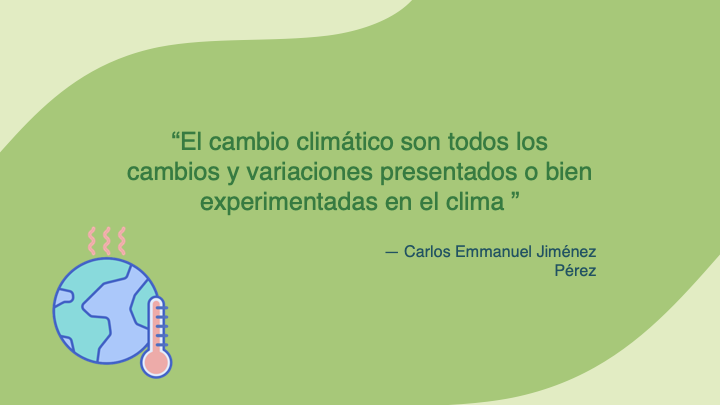 “El cambio climático son todos los
cambios y variaciones presentados o bien
experimentadas en el clima ”
— Carlos Emmanuel Jiménez
Pérez